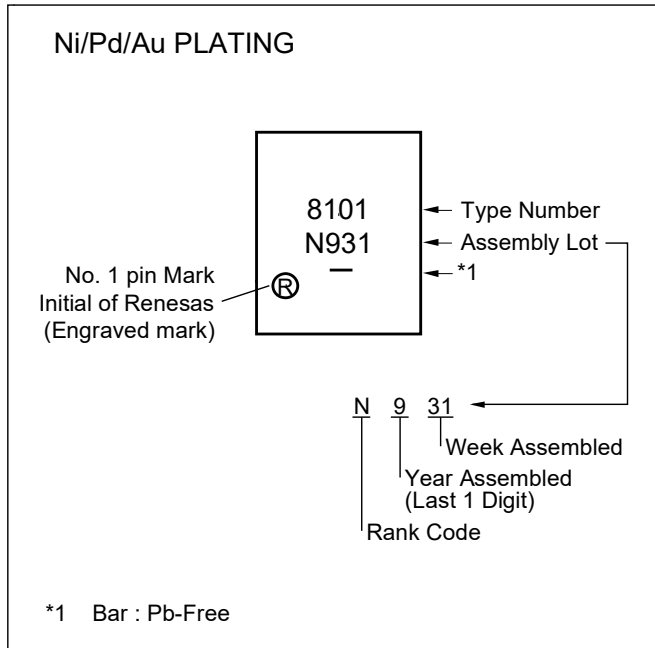 Ni/Pd/Au PLATING
8101
N931
—
Type Number
Assembly Lot
*1
No. 1 pin Mark
Initial of Renesas
(Engraved mark)
R
N 9 31
Week Assembled
Year Assembled
(Last 1 Digit)
Rank Code
*1 Bar : Pb-Free